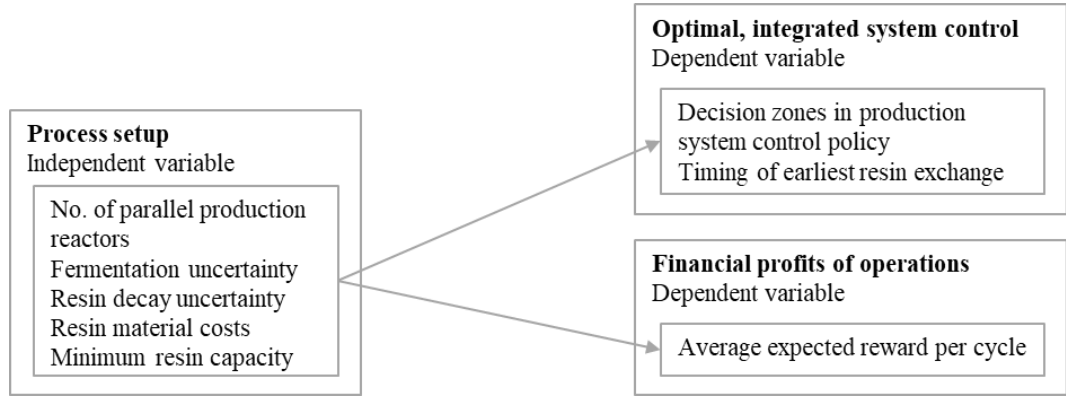 Process setup
Independent variable
No. of parallel production
reactors
Fermentation uncertainty
Resin decay uncertainty
Resin material costs
Minimum resin capacity
Optimal, integrated system control
Dependent variable
Decision zones in production
system control policy
Timing of earliest resin exchange
Financial profits of operations
Dependent variable
Average expected reward per cycle